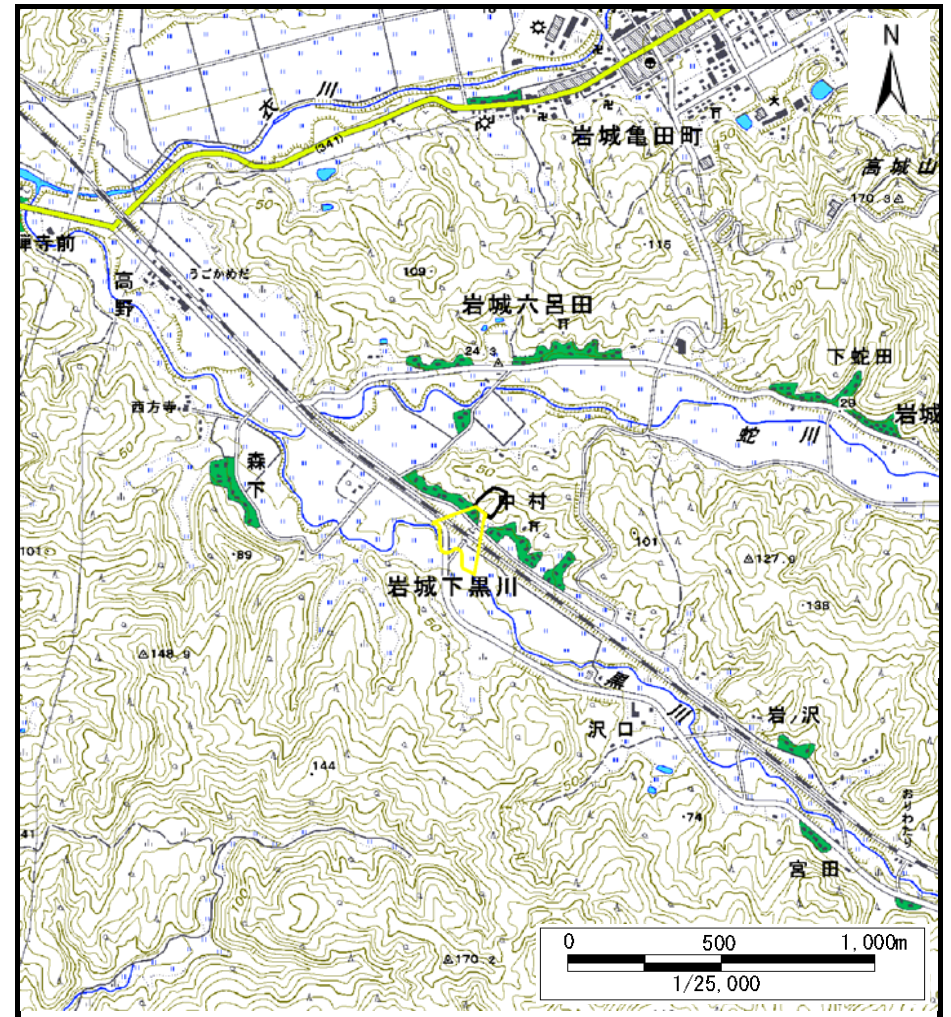 N
衣川
(341)
岩城亀田町
高城山
170.3
50
115
禅寺前
高野
うごかめだ
109
岩城六呂田
24.3
下蛇田
29
岩城
西方寺
蛇川
森下
50
50
中村
101
101
89
127.9
岩城下黒川
138
50
148.9
黒川
岩ノ沢
沢口
144
おりわたり
74
41
宮田
170.2
0 500 1,000m
1/25,000